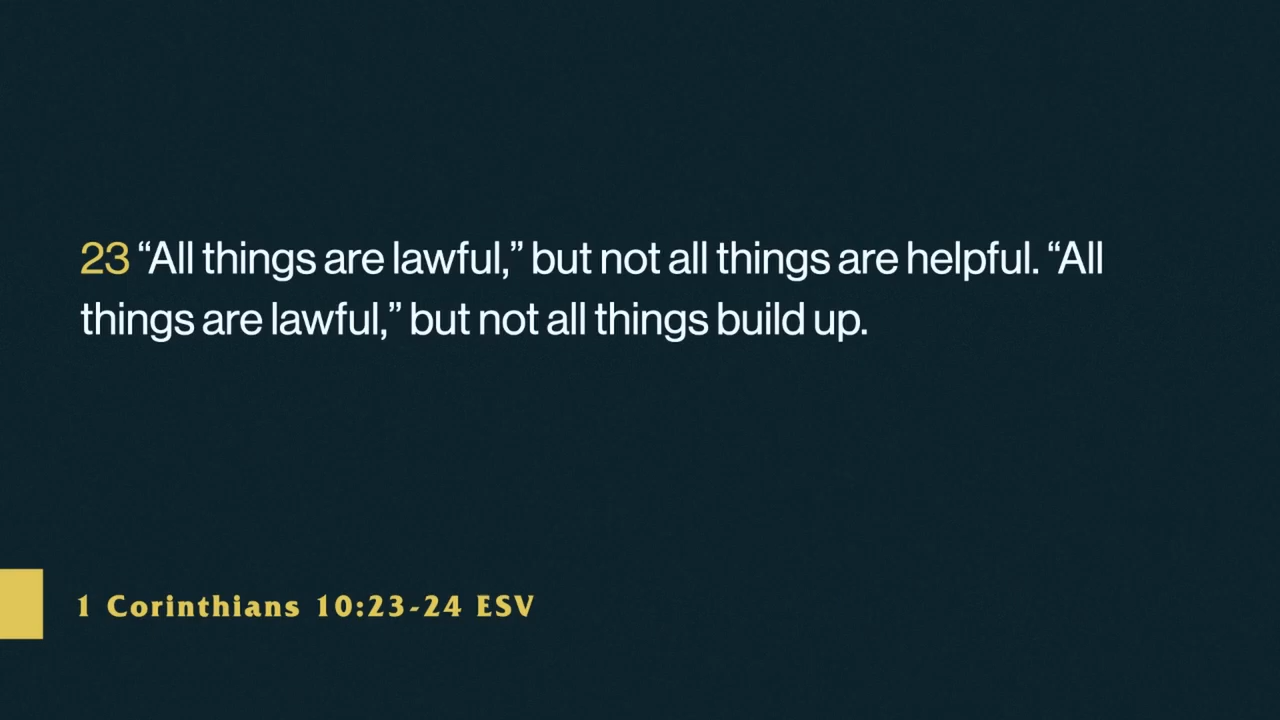 23 “All things are lawful,” but not all things are helpful. “All
things are lawful,” but not all things build up.
1 Corinthians 10:23-24 ESV